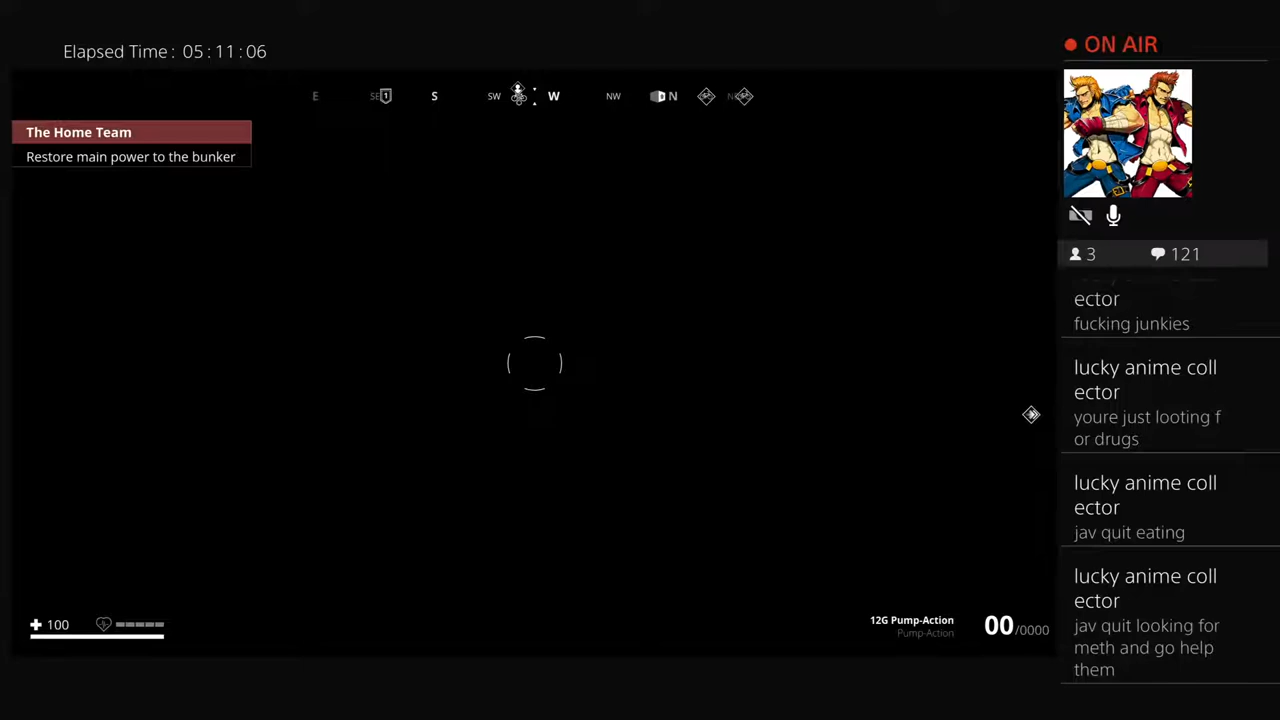 Elapsed Time: 05:11:06
ON AIR
E SE 1 S SW W NW N
The Home Team
Restore main power to the bunker
3 121
ector
fucking junkies
lucky anime coll
ector
youre just looting f
or drugs
lucky anime coll
ector
jav quit eating
lucky anime coll
ector
jav quit looking for
meth and go help
them
100
12G Pump-Action
Pump-Action
00/0000